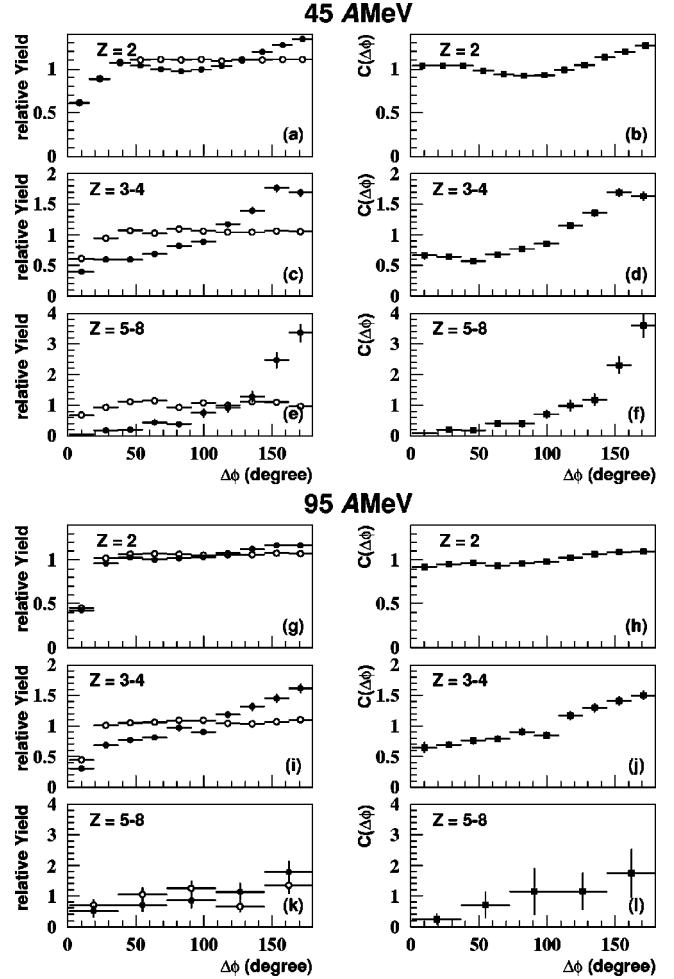 45 AMeV
relative Yield
1
0.5
0
Z = 2
(a)
C(Δϕ)
1
0.5
0
Z = 2
(b)
relative Yield
2
1.5
1
0.5
0
Z = 3-4
(c)
C(Δϕ)
2
1.5
1
0.5
0
Z = 3-4
(d)
relative Yield
4
3
2
1
0
Z = 5-8
(e)
0 50 100 150
Δϕ (degree)
C(Δϕ)
4
3
2
1
0
Z = 5-8
(f)
0 50 100 150
Δϕ (degree)
95 AMeV
relative Yield
1
0.5
0
Z = 2
(g)
C(Δϕ)
1
0.5
0
Z = 2
(h)
relative Yield
2
1.5
1
0.5
0
Z = 3-4
(i)
C(Δϕ)
2
1.5
1
0.5
0
Z = 3-4
(j)
relative Yield
4
3
2
1
0
Z = 5-8
(k)
0 50 100 150
Δϕ (degree)
C(Δϕ)
4
3
2
1
0
Z = 5-8
(l)
0 50 100 150
Δϕ (degree)